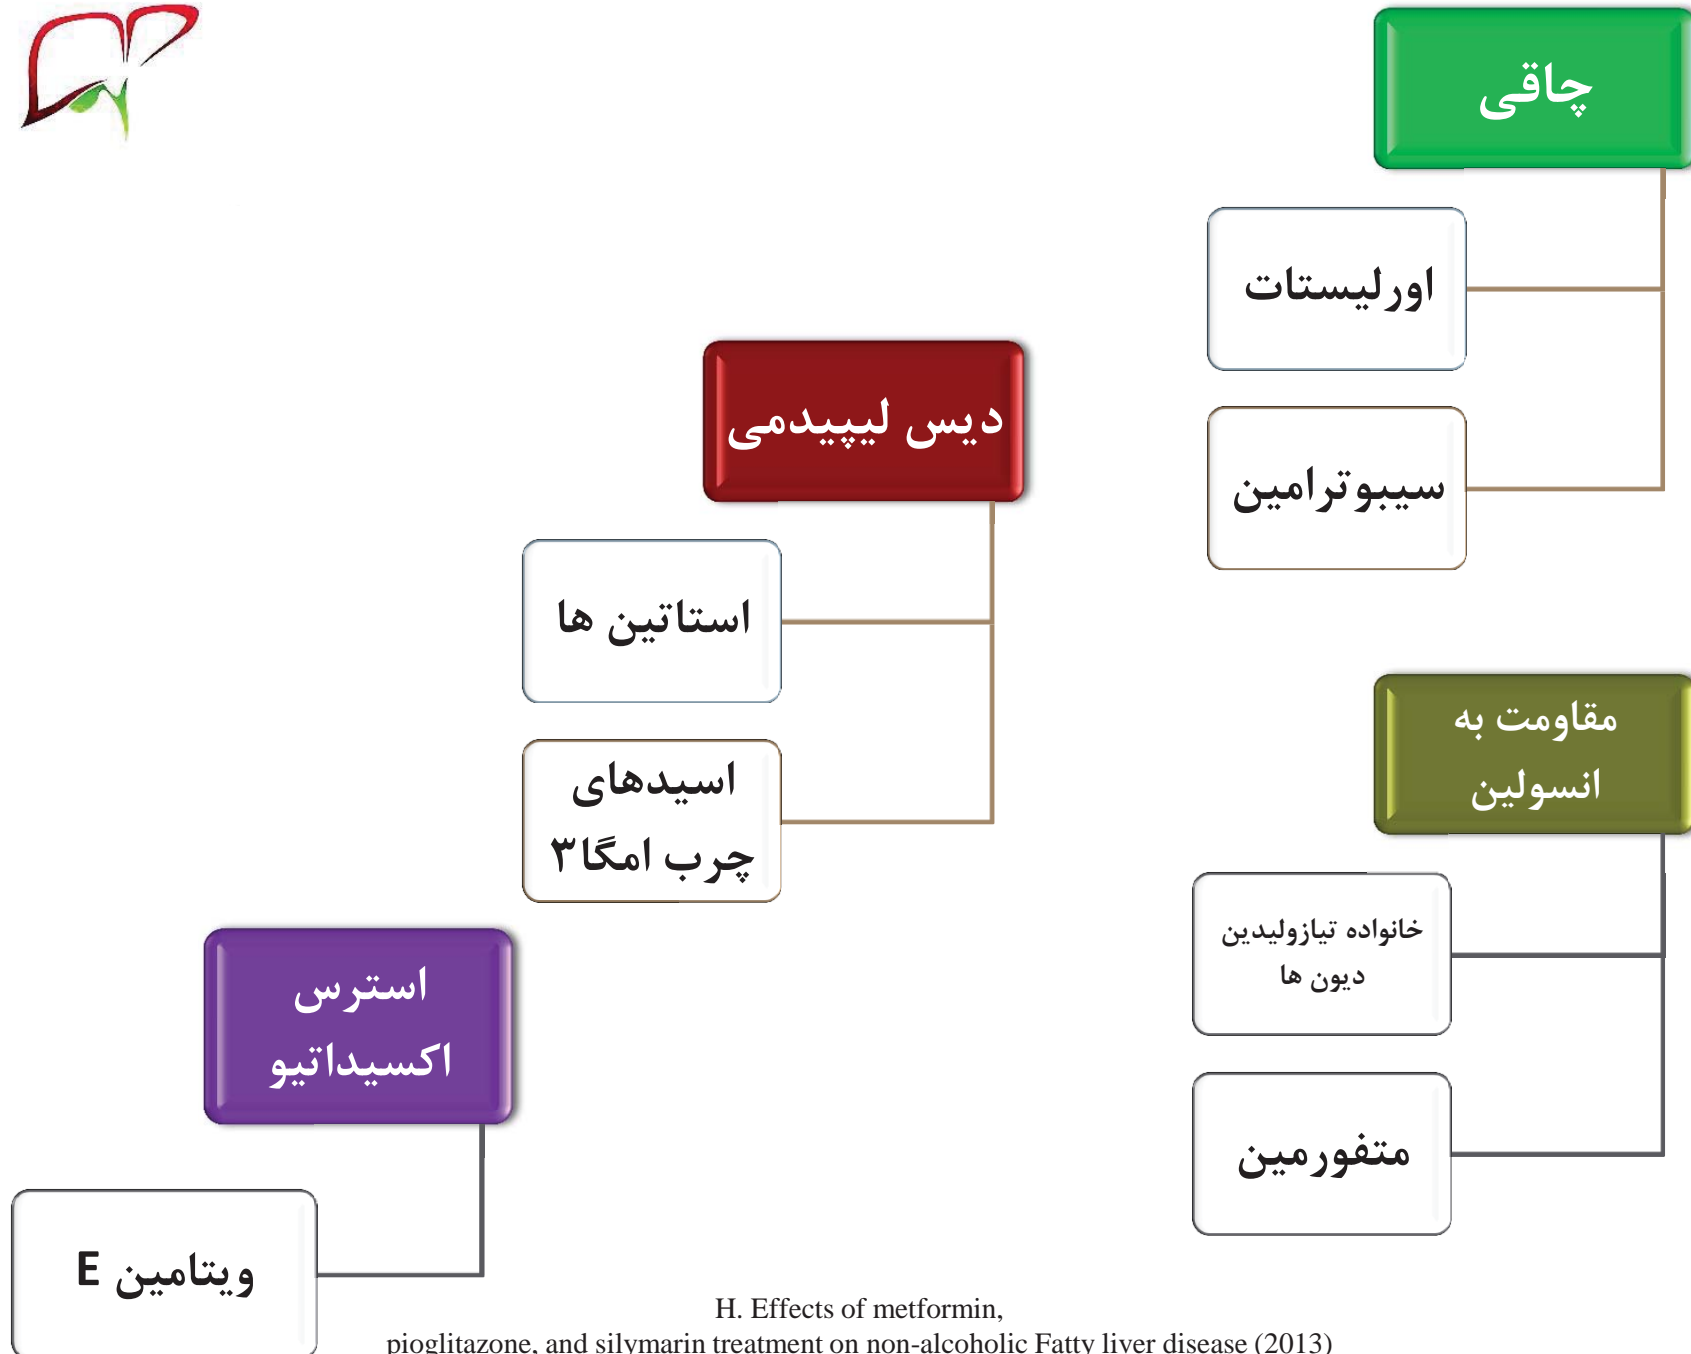 چاقی
اورلیستات
سیبوترامین
دیس لیپیدمی
استاتین ها
اسیدهای
چرب امگا۳
مقاومت به
انسولین
خانواده تیازولیدین
دیون ها
متفورمین
استرس
اکسیداتیو
ویتامین E
H. Effects of metformin,
pioglitazone, and silymarin treatment on non-alcoholic Fatty liver disease (2013)